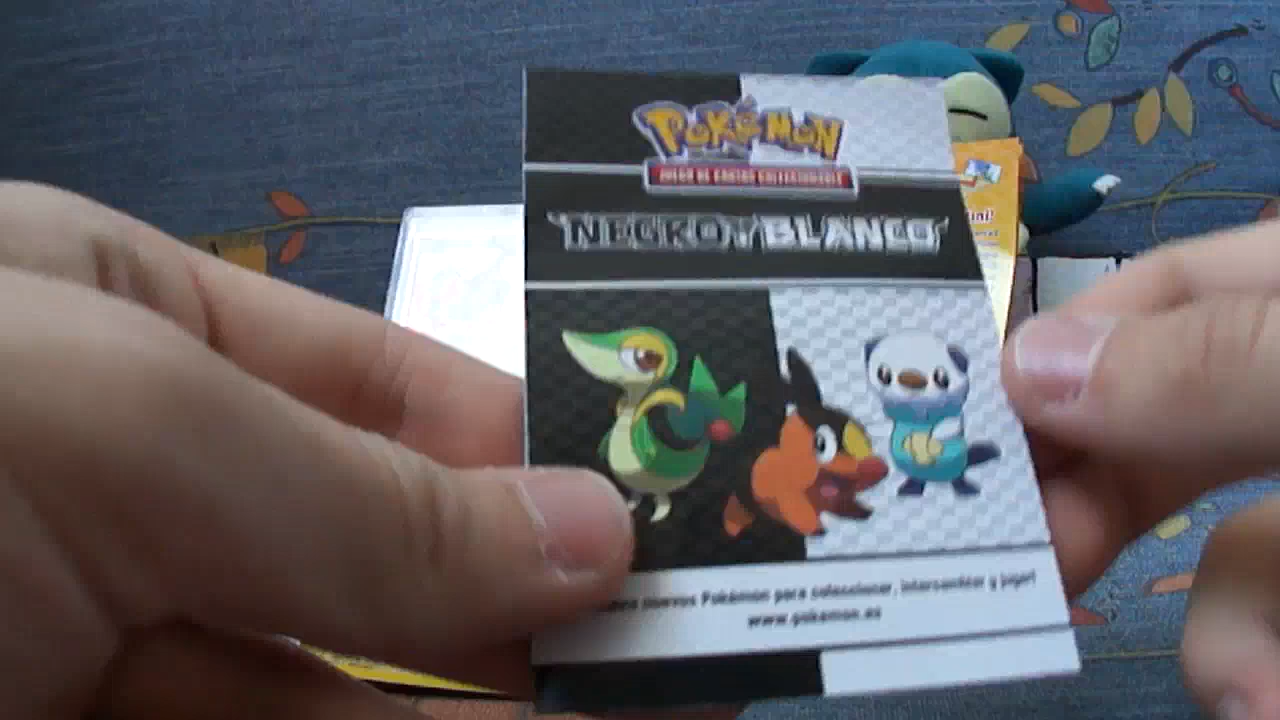 POKéMON
JUEGO DE CARTAS COLECCIONABLES
NEGRO Y BLANCO
nuevos Pokémon para coleccionar, intercambiar y jugar!
www.pokemon.es